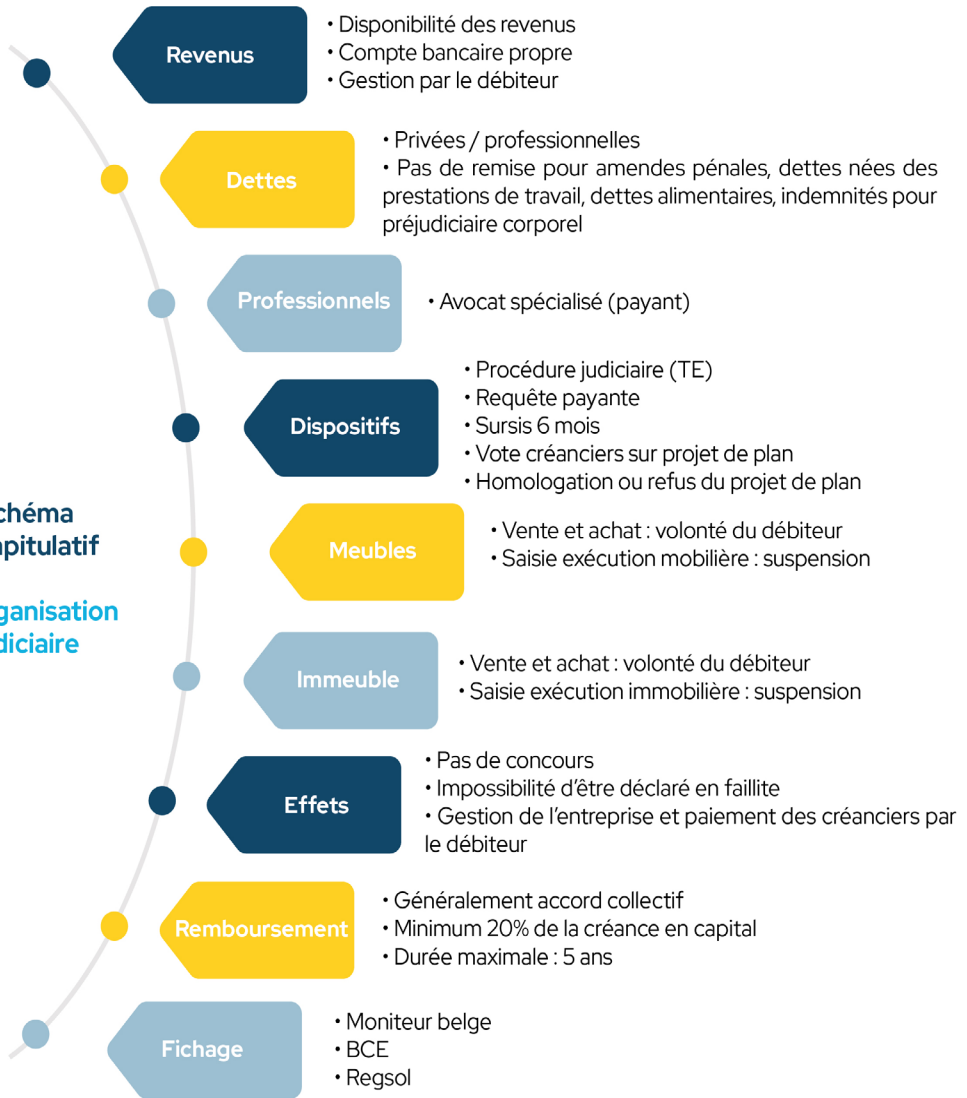 Revenus
• Disponibilité des revenus
• Compte bancaire propre
• Gestion par le débiteur
Dettes
• Privées / professionnelles
• Pas de remise pour amendes pénales, dettes nées des
prestations de travail, dettes alimentaires, indemnités pour
préjudiciaire corporel
Professionnels
• Avocat spécialisé (payant)
Dispositifs
• Procédure judiciaire (TE)
• Requête payante
• Sursis 6 mois
• Vote créanciers sur projet de plan
• Homologation ou refus du projet de plan
chéma
apitulatif
ganisation
diciaire
Meubles
• Vente et achat : volonté du débiteur
• Saisie exécution mobilière : suspension
Immeuble
• Vente et achat : volonté du débiteur
• Saisie exécution immobilière : suspension
Effets
• Pas de concours
• Impossibilité d’être déclaré en faillite
• Gestion de l’entreprise et paiement des créanciers par
le débiteur
Remboursement
• Généralement accord collectif
• Minimum 20% de la créance en capital
• Durée maximale : 5 ans
Fichage
• Moniteur belge
• BCE
• Regsol